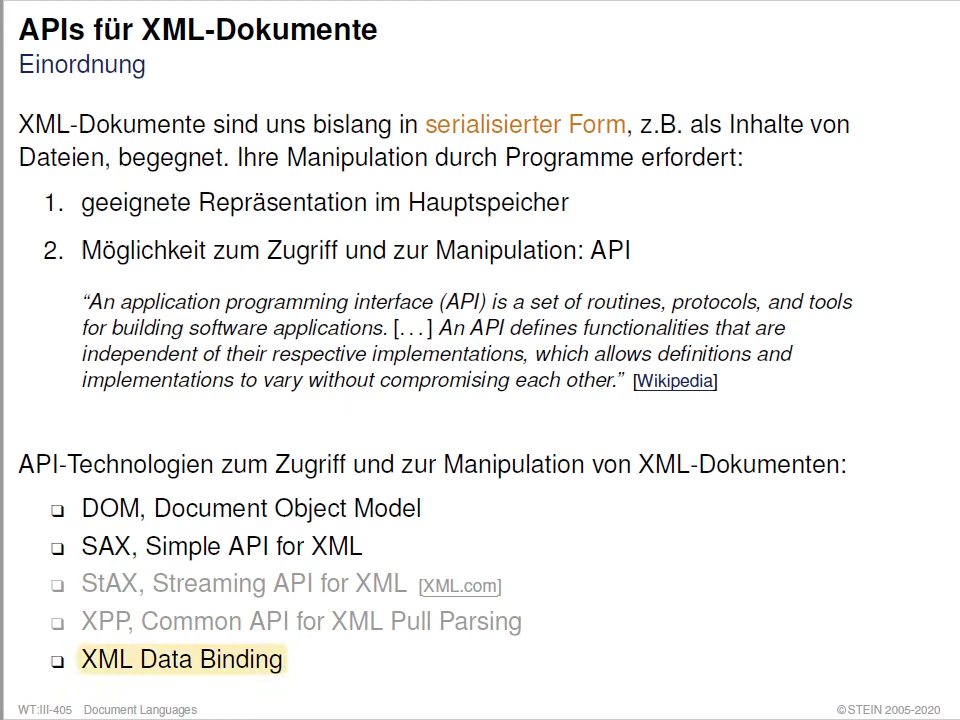 APIs für XML-Dokumente
Einordnung
XML-Dokumente sind uns bislang in serialisierter Form, z.B. als Inhalte von
Dateien, begegnet. Ihre Manipulation durch Programme erfordert:
1. geeignete Repräsentation im Hauptspeicher
2. Möglichkeit zum Zugriff und zur Manipulation: API
“An application programming interface (API) is a set of routines, protocols, and tools
for building software applications. [...] An API defines functionalities that are
independent of their respective implementations, which allows definitions and
implementations to vary without compromising each other.” [Wikipedia]
API-Technologien zum Zugriff und zur Manipulation von XML-Dokumenten:
❑ DOM, Document Object Model
❑ SAX, Simple API for XML
❑ StAX, Streaming API for XML [XML.com]
❑ XPP, Common API for XML Pull Parsing
❑ XML Data Binding
WT:III-405 Document Languages ©STEIN 2005-2020